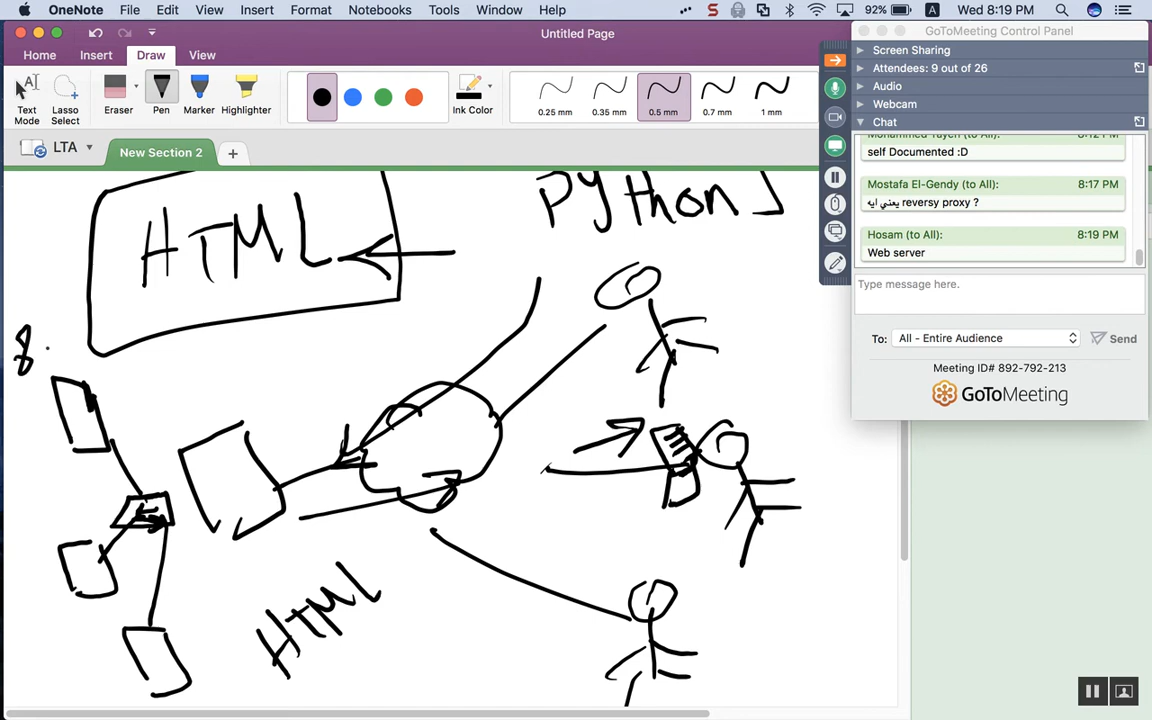 OneNote File Edit View Insert Format Notebooks Tools Window Help 92% A Wed 8:19 PM
Untitled Page
Home Insert Draw View
Text Mode
Lasso Select
Eraser
Pen
Marker
Highlighter
Ink Color
0.25 mm 0.35 mm 0.5 mm 0.7 mm 1 mm
LTA
New Section 2 +
HTML
Python
8
HTML
GoToMeeting Control Panel
Screen Sharing
Attendees: 9 out of 26
Audio
Webcam
Chat
self Documented :D
Mostafa El-Gendy (to All): 8:17 PM
يعني ايه reversy proxy ?
Hosam (to All): 8:19 PM
Web server
Type message here.
To: All - Entire Audience Send
Meeting ID# 892-792-213
GoToMeeting